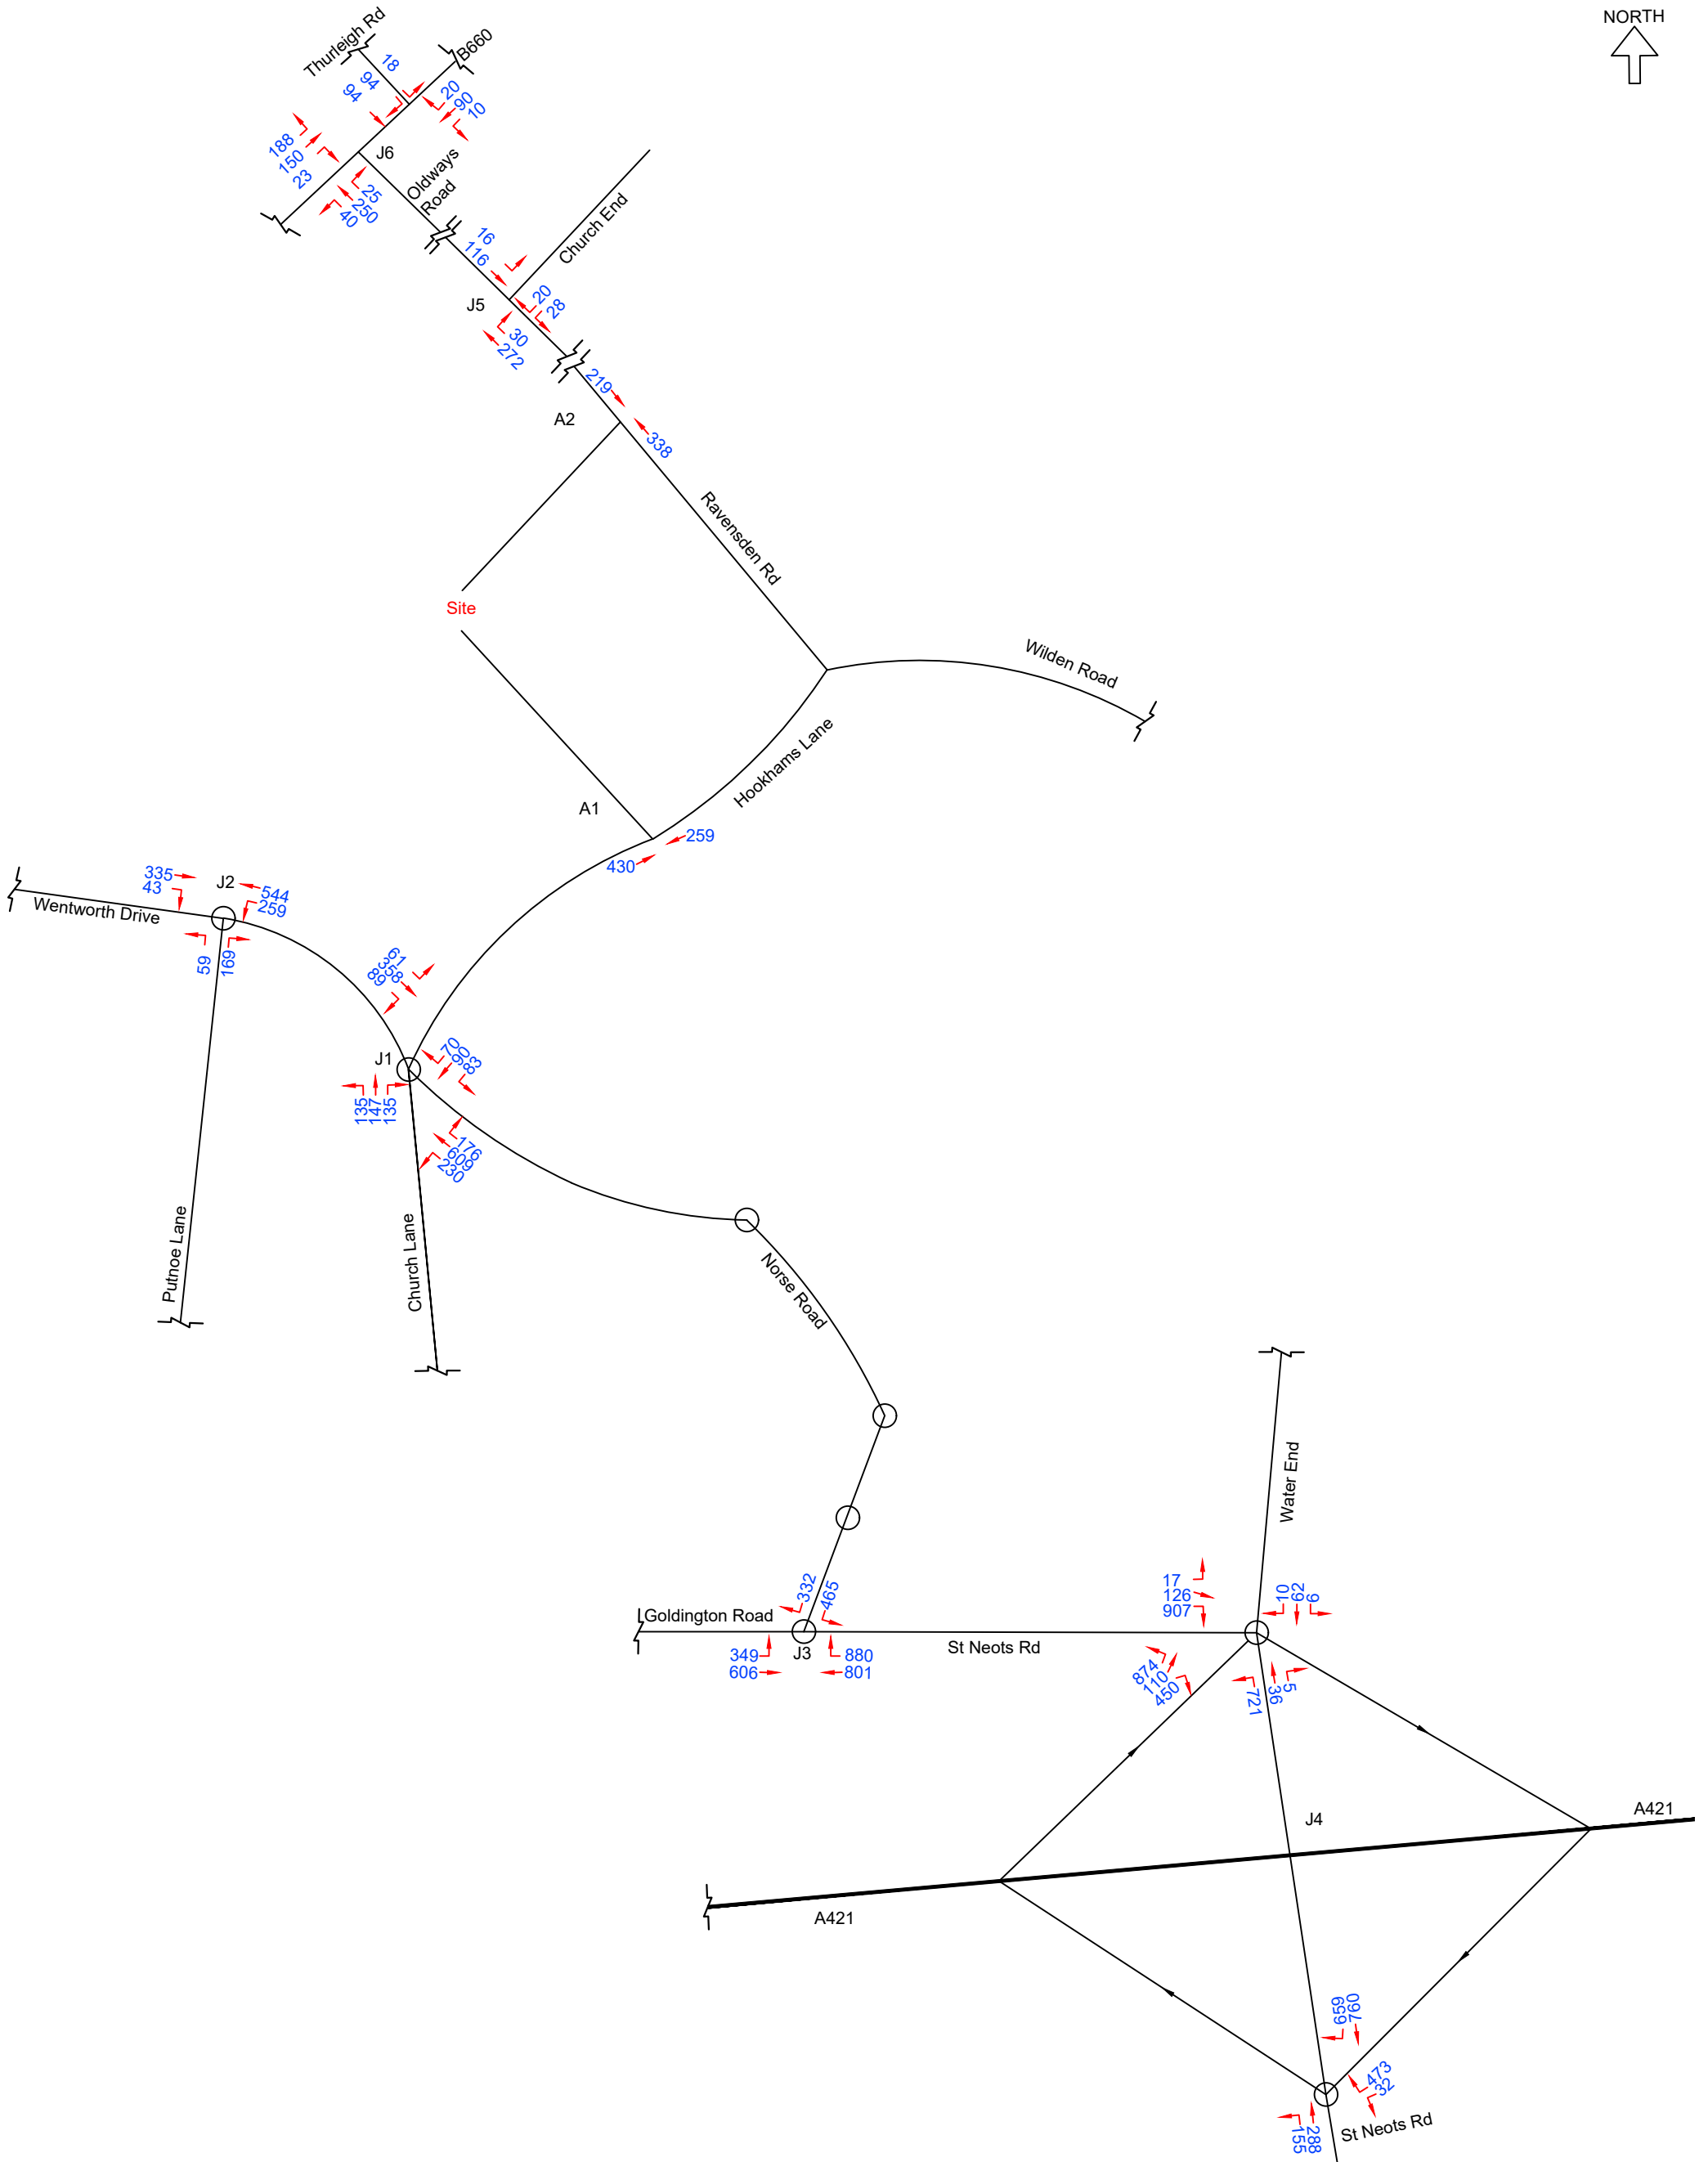 NORTH
Thurleigh Rd
B660
18
94
94
20
90
10
188
150
23
J6
25
250
40
Oldways
Road
16
116
Church End
J5
20
28
30
272
219
A2
338
Ravensden Rd
Site
Wilden Road
Hookhams Lane
A1
259
430
335
43
J2
544
259
Wentworth Drive
59
169
61
358
89
J1
70
90
83
135
147
135
176
609
230
Putnoe Lane
Church Lane
Norse Road
Water End
332
465
Goldington Road
J3
St Neots Rd
349
606
880
801
17
126
907
10
62
9
874
110
450
721
36
5
J4
A421
A421
659
760
473
32
155
288
St Neots Rd